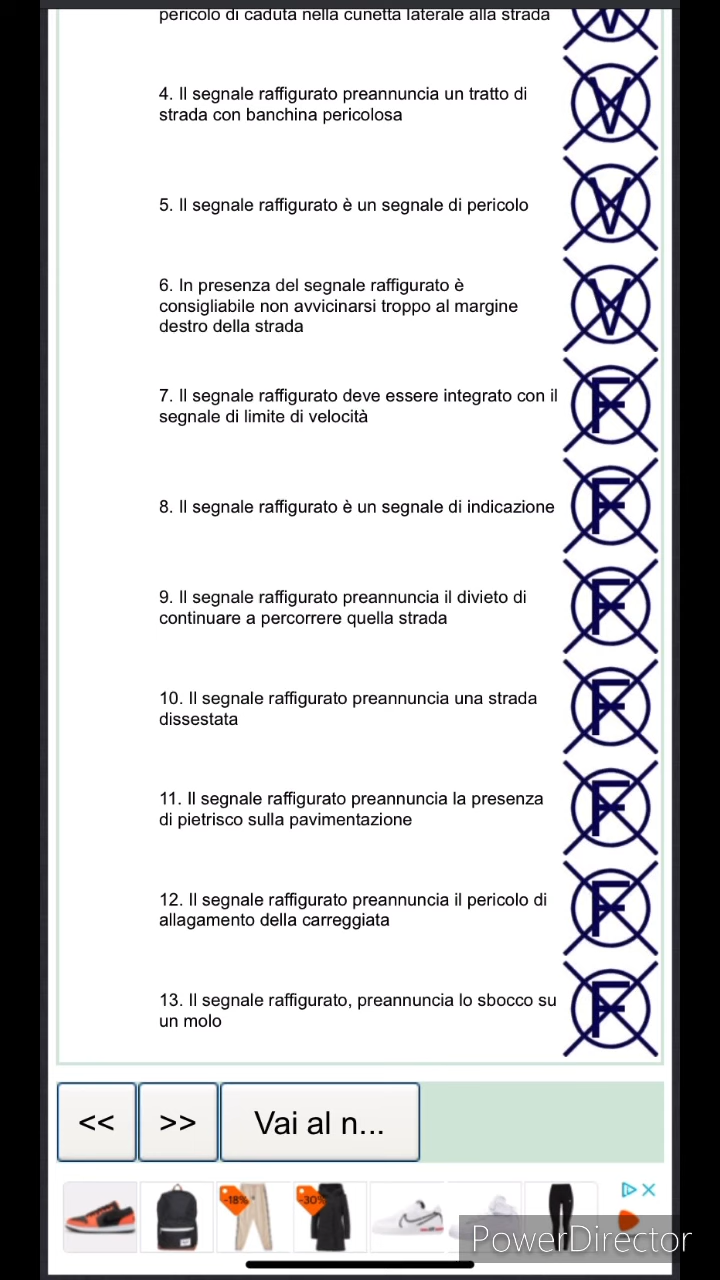 pericolo di caduta nella cunetta laterale alla strada
V
4. Il segnale raffigurato preannuncia un tratto di
strada con banchina pericolosa
V
5. Il segnale raffigurato è un segnale di pericolo
V
6. In presenza del segnale raffigurato è
consigliabile non avvicinarsi troppo al margine
destro della strada
V
7. Il segnale raffigurato deve essere integrato con il
segnale di limite di velocità
F
8. Il segnale raffigurato è un segnale di indicazione
F
9. Il segnale raffigurato preannuncia il divieto di
continuare a percorrere quella strada
F
10. Il segnale raffigurato preannuncia una strada
dissestata
F
11. Il segnale raffigurato preannuncia la presenza
di pietrisco sulla pavimentazione
F
12. Il segnale raffigurato preannuncia il pericolo di
allagamento della carreggiata
F
13. Il segnale raffigurato, preannuncia lo sbocco su
un molo
F
<< >> Vai al n...
-18% -30%
PowerDirector